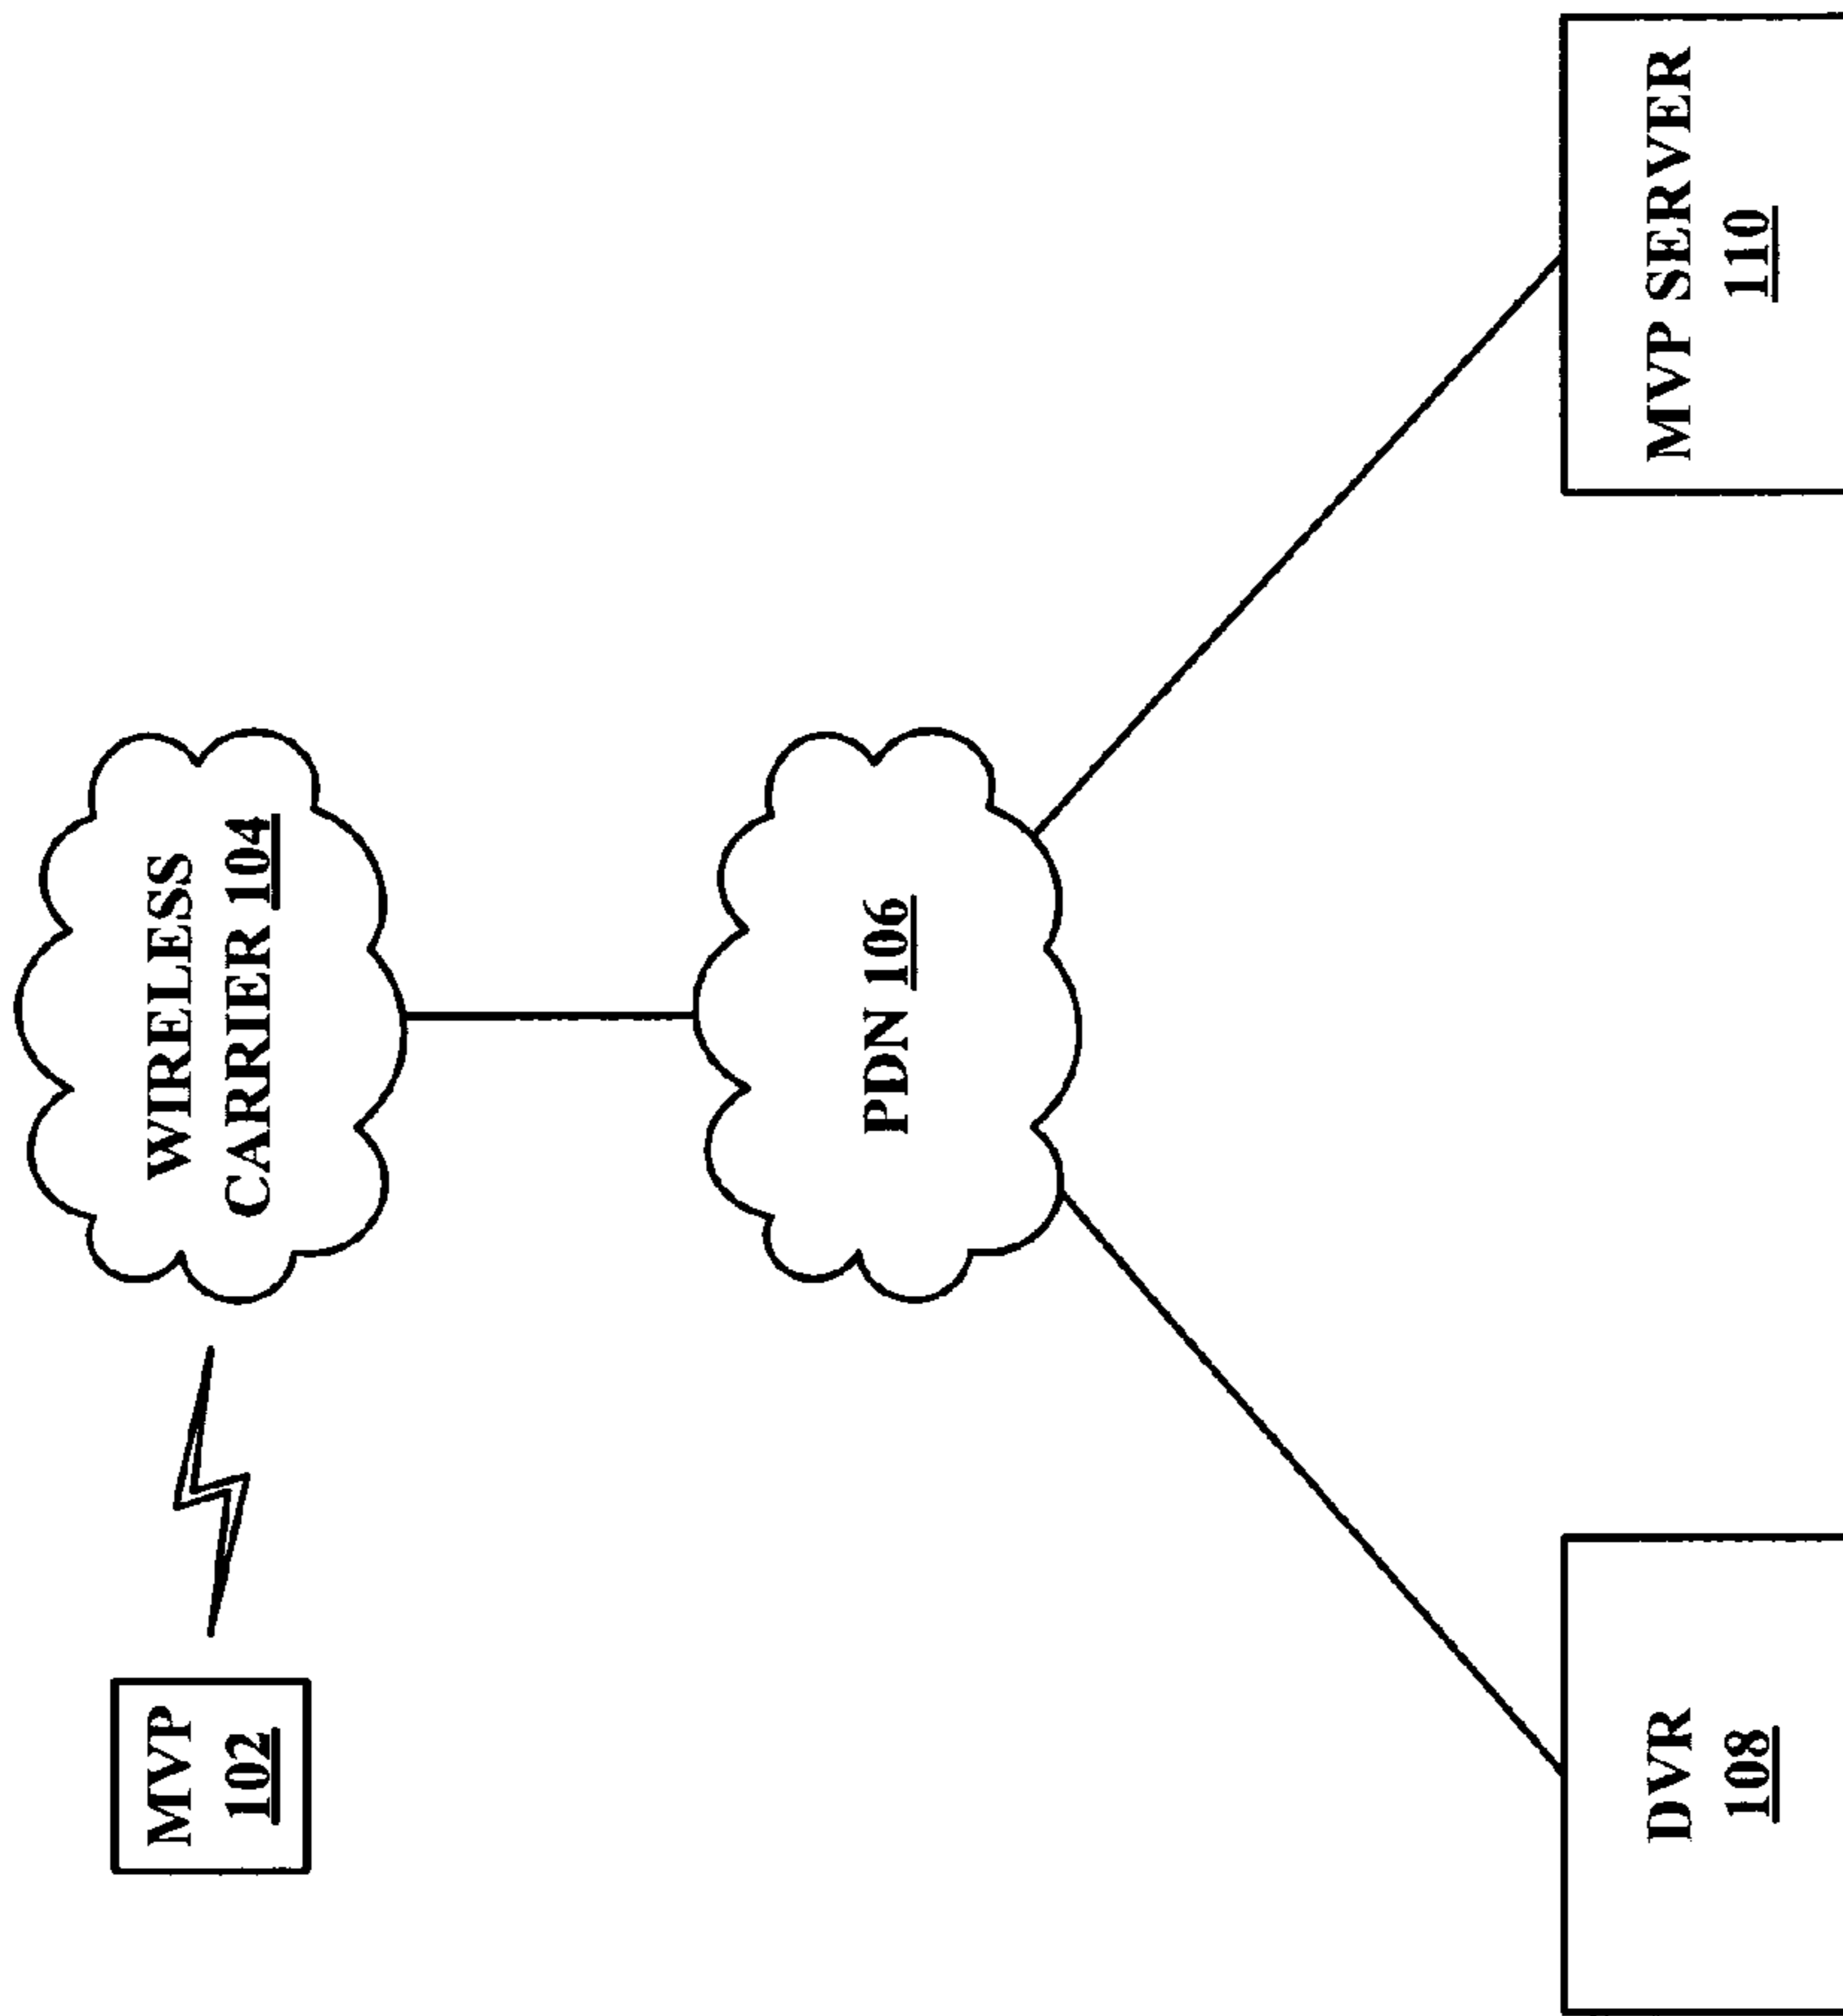 MVP
102
WIRELESS
CARRIER 104
PDN 106
DVR
108
MVP SERVER
110